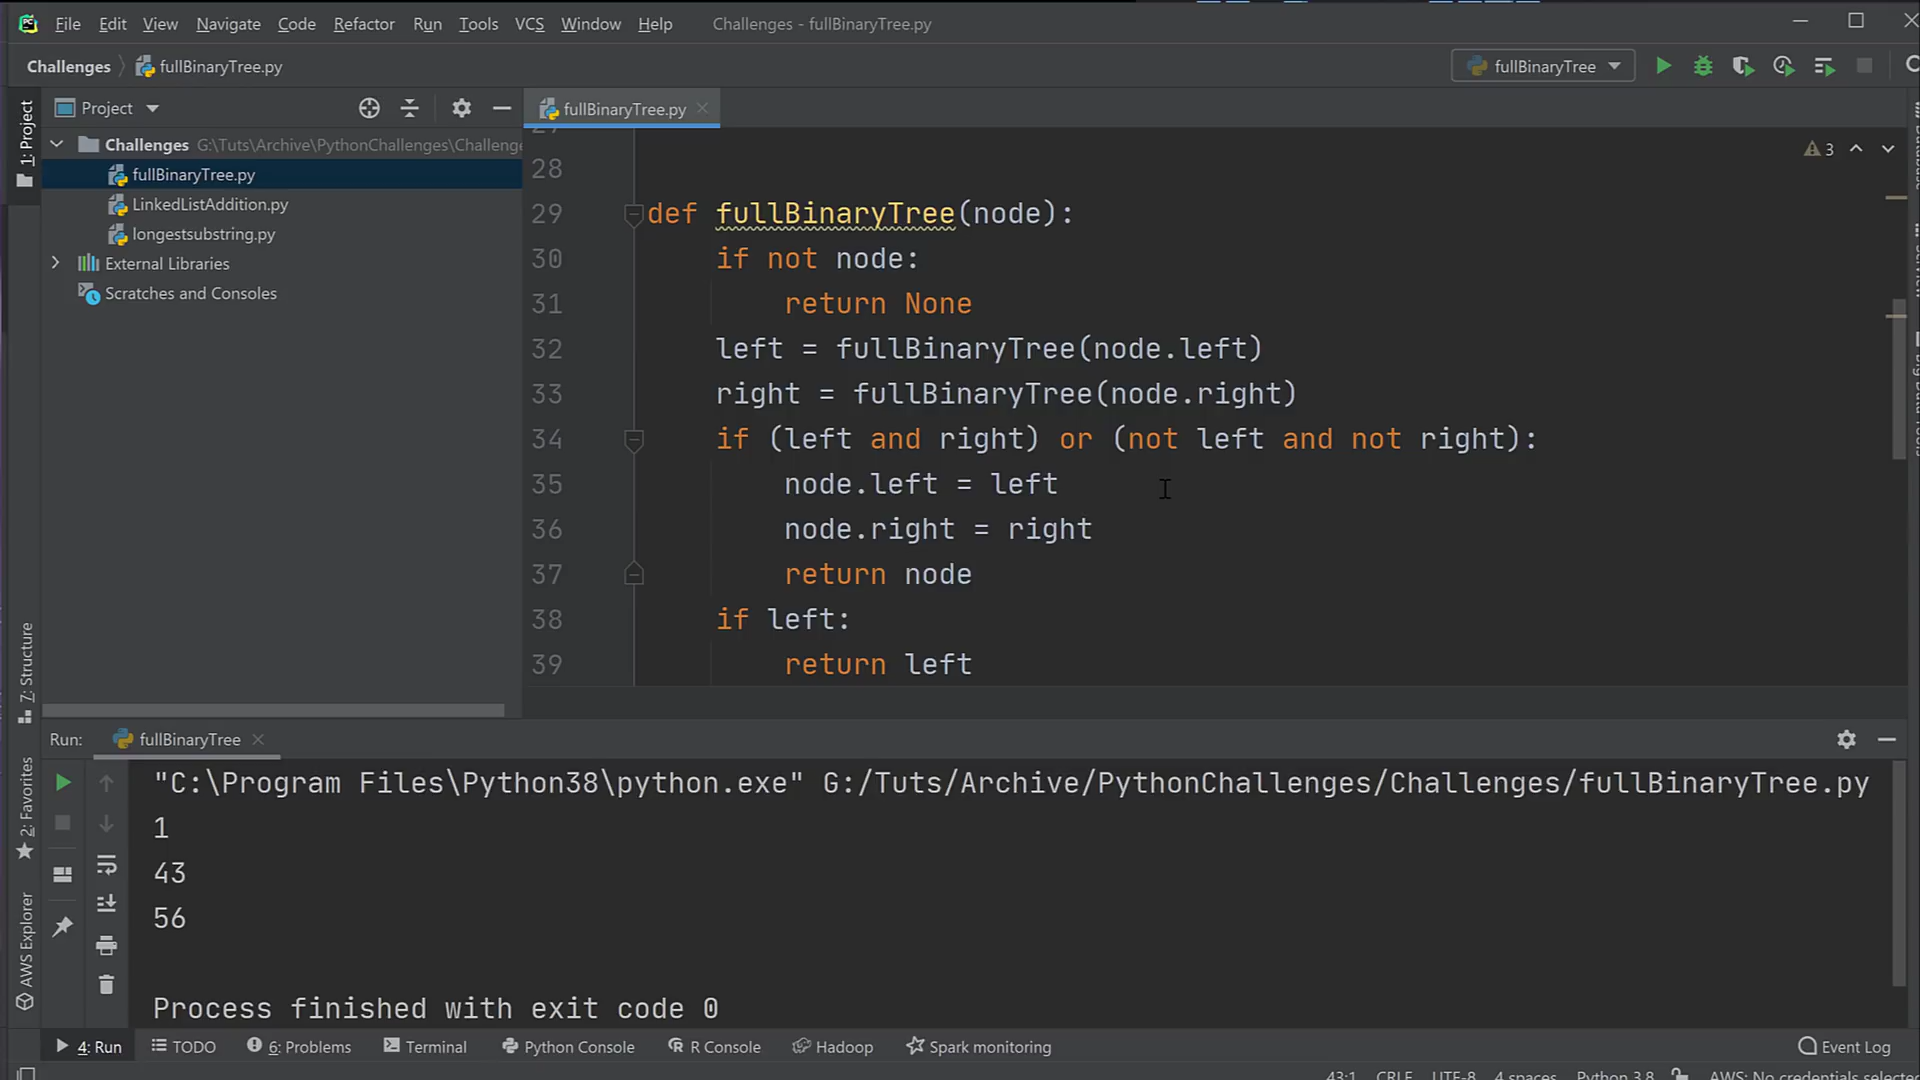 File Edit View Navigate Code Refactor Run Tools VCS Window Help Challenges - fullBinaryTree.py
Challenges fullBinaryTree.py fullBinaryTree
1: Project
Project
fullBinaryTree.py
Challenges G:\Tuts\Archive\PythonChallenges\Challenge
fullBinaryTree.py
LinkedListAddition.py
longestsubstring.py
External Libraries
Scratches and Consoles
3
28
29 def fullBinaryTree(node):
30 if not node:
31 return None
32 left = fullBinaryTree(node.left)
33 right = fullBinaryTree(node.right)
34 if (left and right) or (not left and not right):
35 node.left = left
36 node.right = right
37 return node
38 if left:
39 return left
7: Structure
2: Favorites
AWS Explorer
Run: fullBinaryTree
"C:\Program Files\Python38\python.exe" G:/Tuts/Archive/PythonChallenges/Challenges/fullBinaryTree.py
1
43
56
Process finished with exit code 0
4: Run TODO 6: Problems Terminal Python Console R Console Hadoop Spark monitoring Event Log
43:1 CRLF UTF-8 4 spaces Python 3.8 AWS: No credentials selected